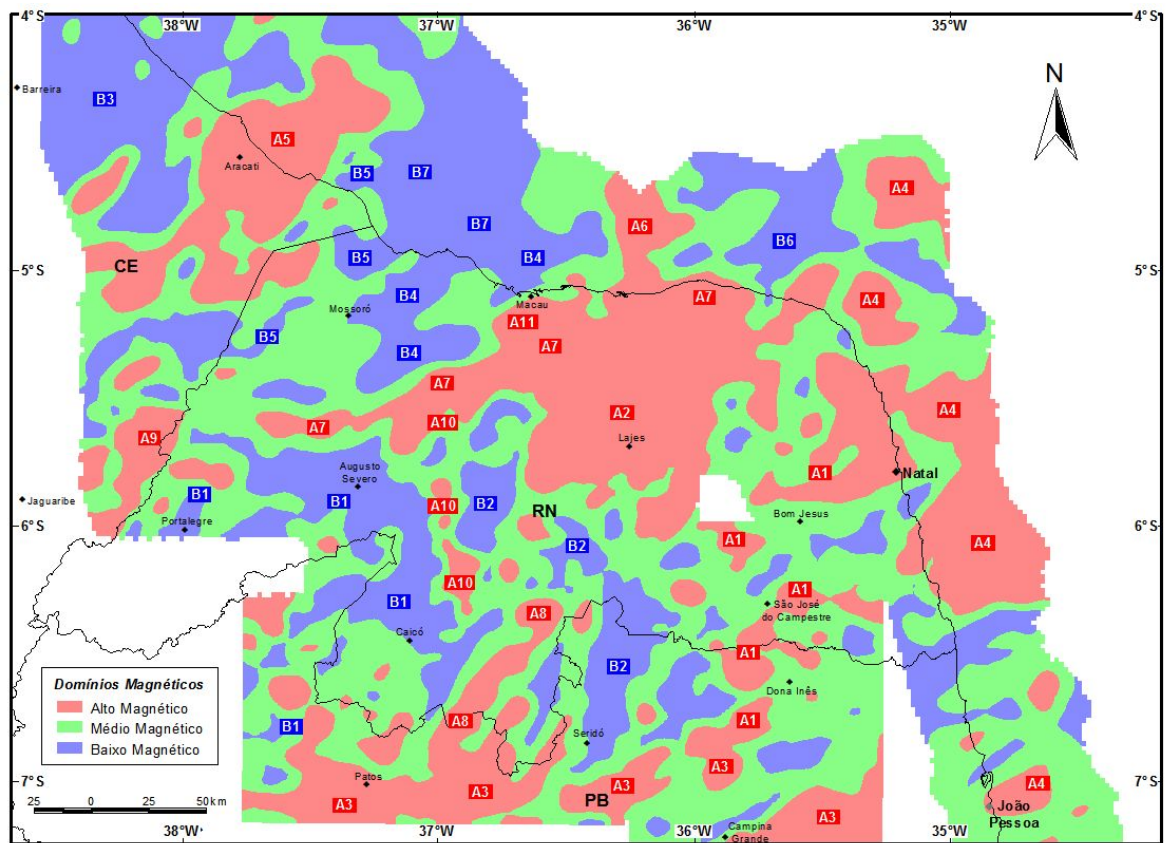 38°W 37°W 36°W 35°W
4°S 4°S
N
Barreira
B3
A5
Aracati
B5 B7
A4
B7 A6
B6
CE
B5 B4
5°S 5°S
B4
Macau
A7 A4
Mossoró
A11
B5
B4
A7
A7
A4
A2
A7 A10
A9
Lajes
Augusto
Severo
A1
Natal
Jaguaribe
B1 B1
A10 B2
RN
Bom Jesus
Portalegre
6°S 6°S
A1
B2
A4
A10
A1
B1
São José
do Campestre
A8
Caicó
A1
B2
Dona Inês
Domínios Magnéticos
Alto Magnético
Médio Magnético
Baixo Magnético
B1
A8
A1
Seridó
A3
7°S 7°S
Patos
A3
A3
A3
A4
PB
25 0 25 50km
João
Pessoa
A3
Campina
Grande
38°W 37°W 36°W 35°W